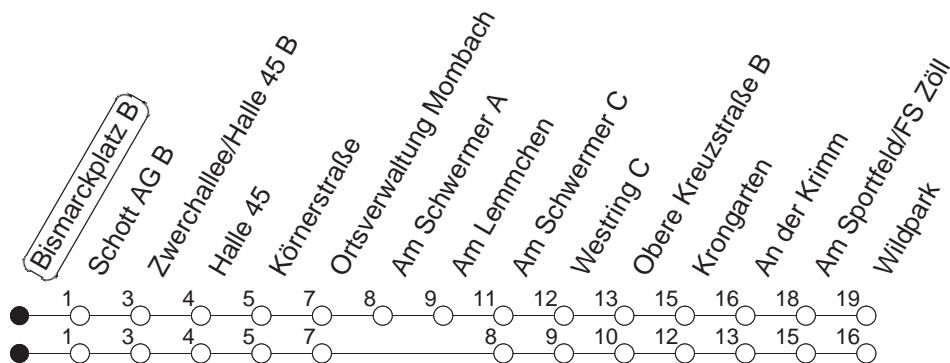 Bismarckplatz B
Schott AG B
Zwerchallee/Halle 45 B
Halle 45
Körnerstraße
Ortsverwaltung Mombach
Am Schwermer A
Am Lemmchen
Am Schwermer C
Westring C
Obere Kreuzstraße B
Krongarten
An der Krimm
Am Sportfeld/FS Zöll
Wildpark
1 3 4 5 7 8 9 11 12 13 15 16 18 19
1 3 4 5 7 8 9 10 12 13 15 16